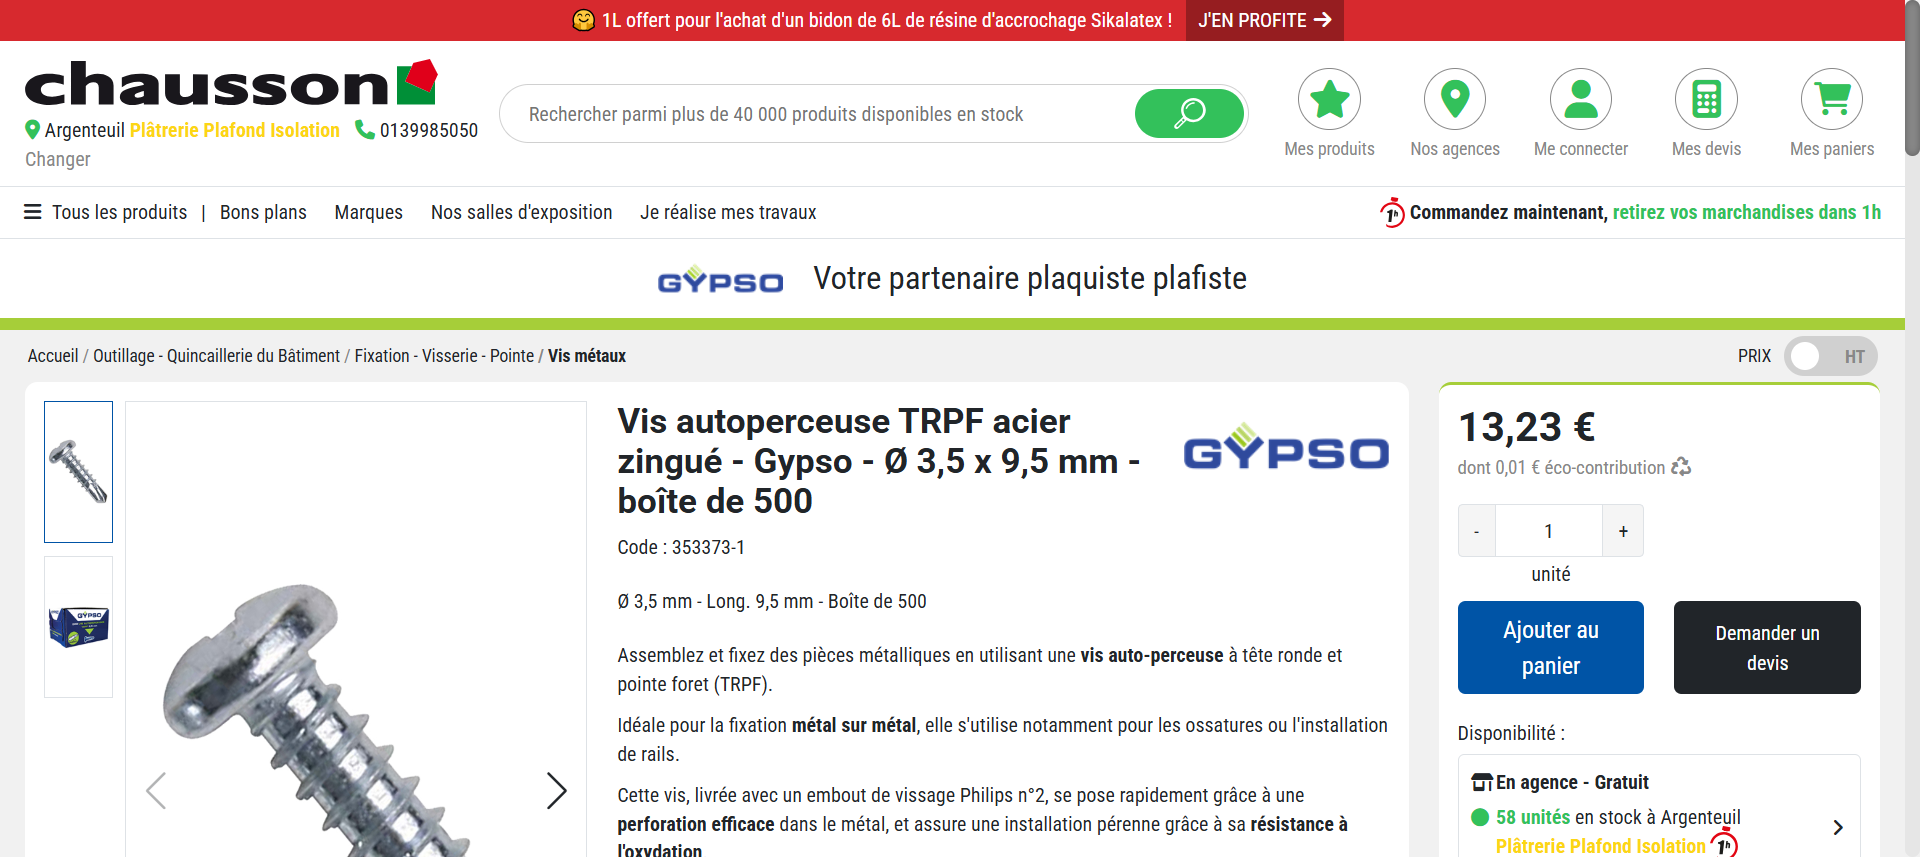 1L offert pour l'achat d'un bidon de 6L de résine d'accrochage Sikalatex ! J'EN PROFITE
chausson
Argenteuil Plâtrerie Plafond Isolation 0139985050
Changer
Rechercher parmi plus de 40 000 produits disponibles en stock
Mes produits
Nos agences
Me connecter
Mes devis
Mes paniers
Tous les produits | Bons plans Marques Nos salles d'exposition Je réalise mes travaux
1h Commandez maintenant, retirez vos marchandises dans 1h
GYPSO Votre partenaire plaquiste plafiste
Accueil / Outillage - Quincaillerie du Bâtiment / Fixation - Visserie - Pointe / Vis métaux
PRIX HT
GYPSO
Vis autoperceuse TRPF acier
zingué - Gypso - Ø 3,5 x 9,5 mm -
boîte de 500
GYPSO
Code : 353373-1
Ø 3,5 mm - Long. 9,5 mm - Boîte de 500
Assemblez et fixez des pièces métalliques en utilisant une vis auto-perceuse à tête ronde et
pointe foret (TRPF).
Idéale pour la fixation métal sur métal, elle s'utilise notamment pour les ossatures ou l'installation
de rails.
Cette vis, livrée avec un embout de vissage Philips n°2, se pose rapidement grâce à une
perforation efficace dans le métal, et assure une installation pérenne grâce à sa résistance à
l'oxydation
13,23 €
dont 0,01 € éco-contribution
- 1 +
unité
Ajouter au
panier
Demander un
devis
Disponibilité :
En agence - Gratuit
58 unités en stock à Argenteuil
Plâtrerie Plafond Isolation 1h